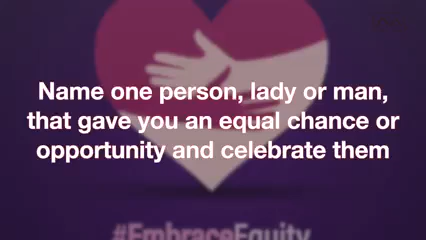 Name one person, lady or man,
that gave you an equal chance or
opportunity and celebrate them
#EmbraceEquity